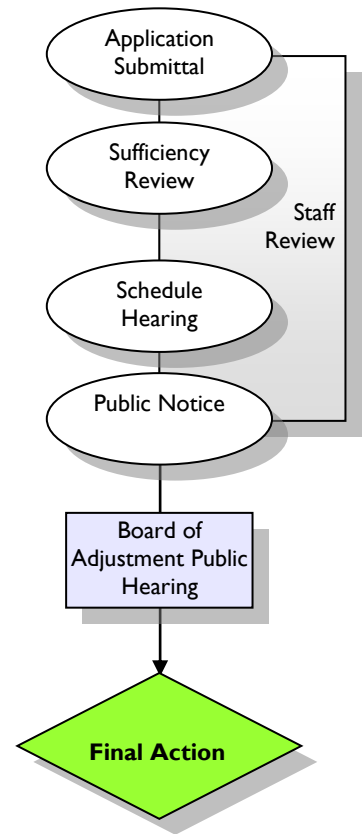 Application
Submittal
Sufficiency
Review
Staff
Review
Schedule
Hearing
Public Notice
Board of
Adjustment Public
Hearing
Final Action